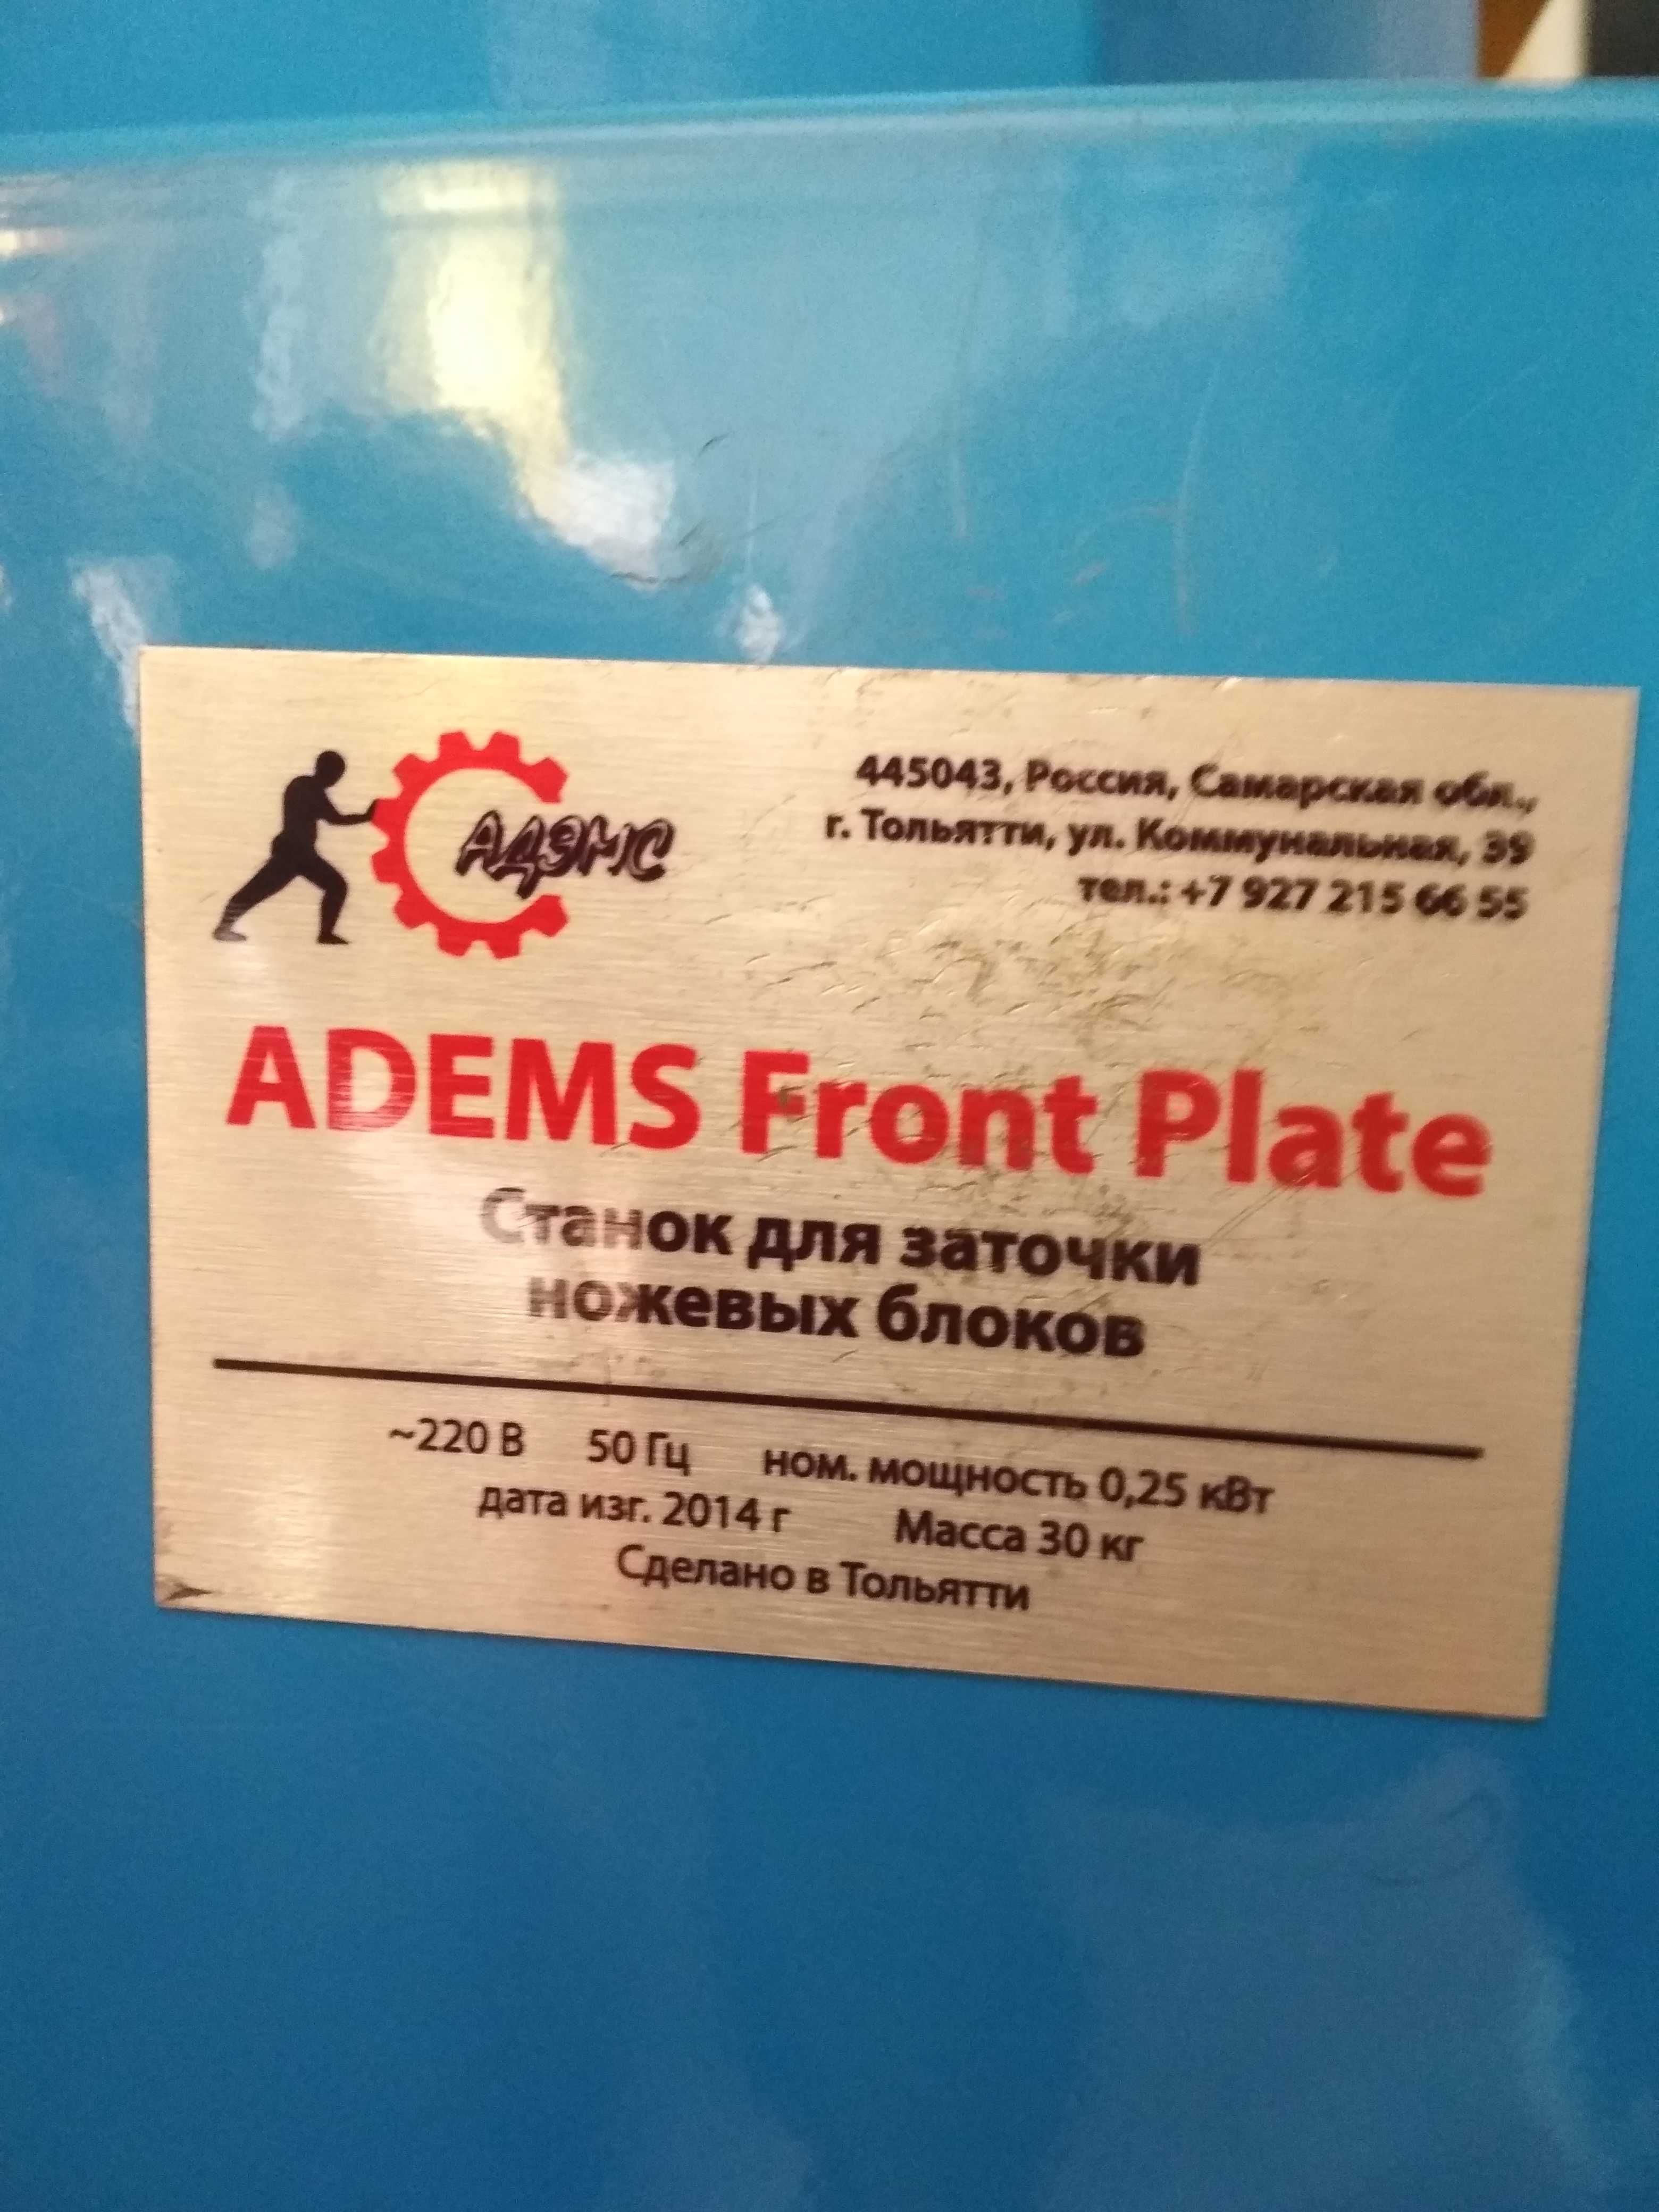 АДЭМС
445043, Россия, Самарская обл.,
г. Тольятти, ул. Коммунальная, 39
тел.: +7 927 215 66 55
ADEMS Front Plate
Станок для заточки
ножевых блоков
~220 В 50 Гц ном. мощность 0,25 кВт
дата изг. 2014 г Масса 30 кг
Сделано в Тольятти